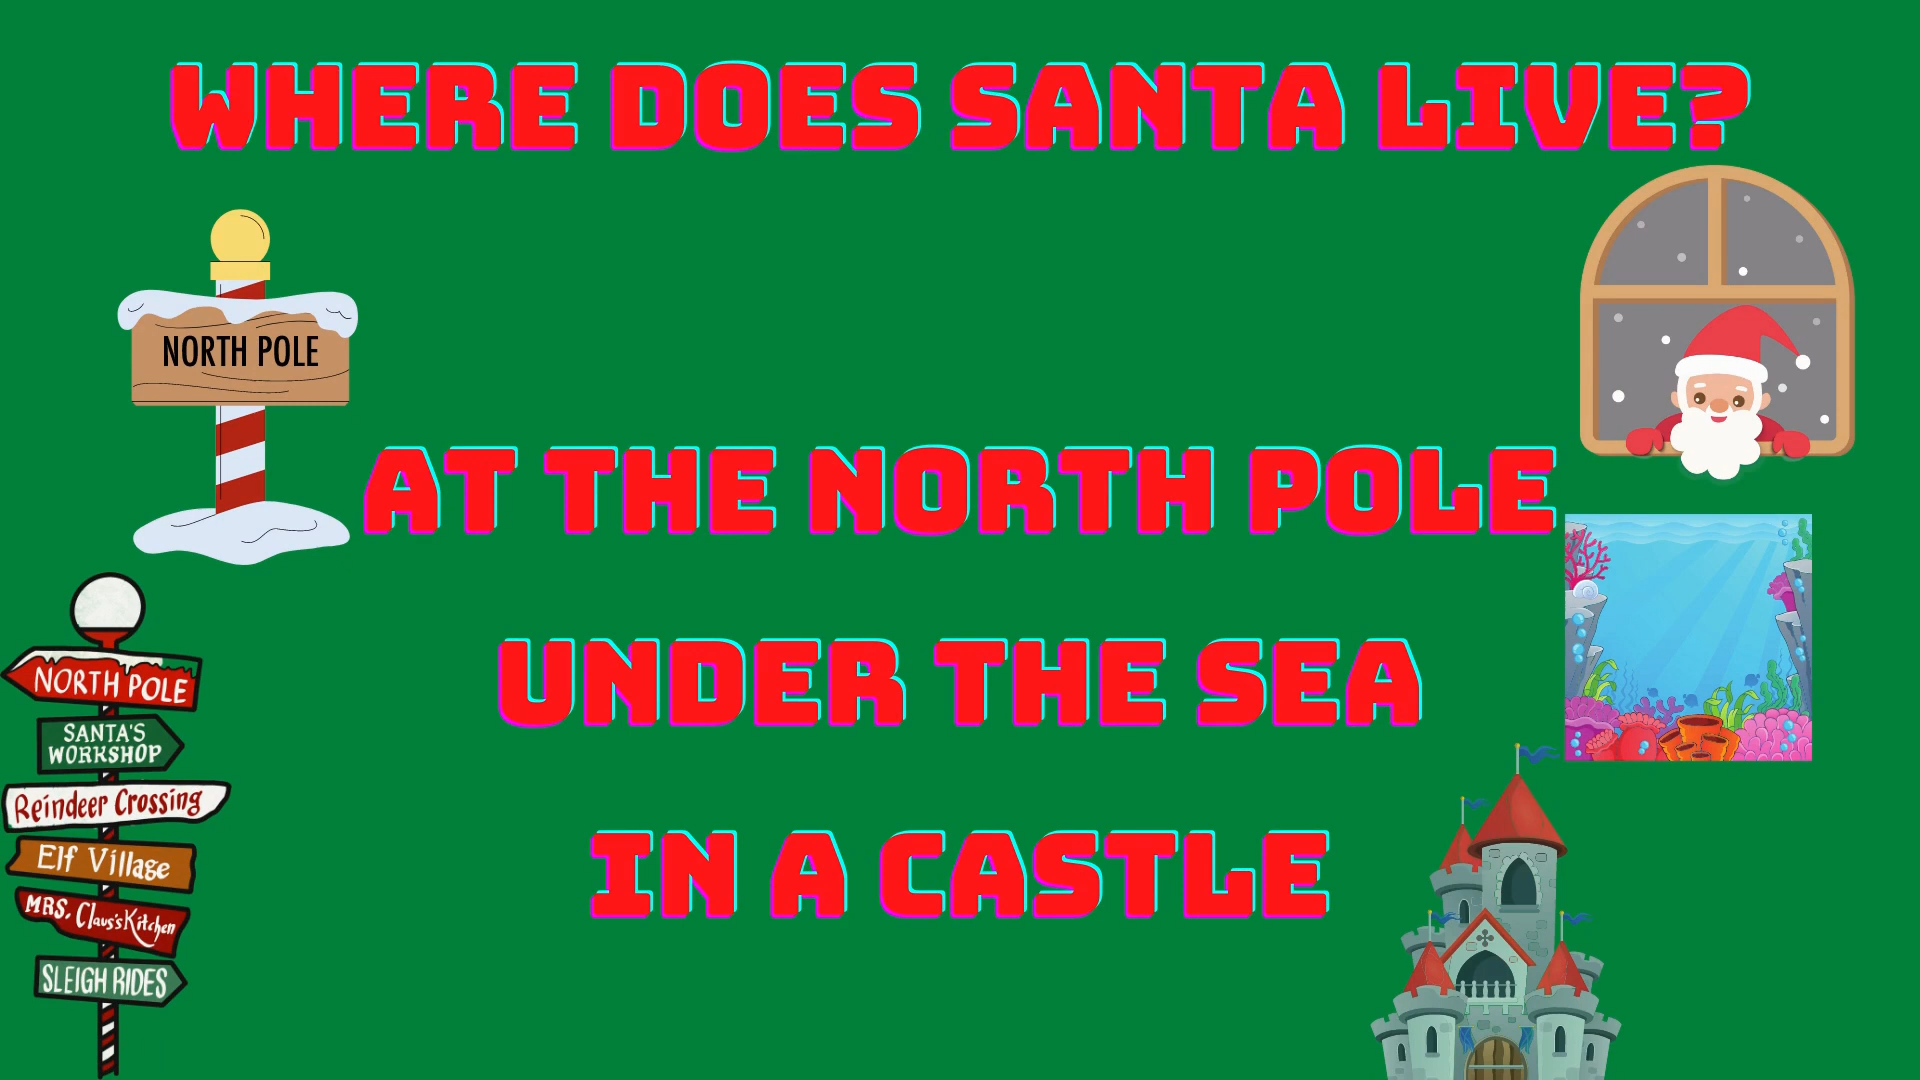 WHERE DOES SANTA LIVE?
NORTH POLE
AT THE NORTH POLE
UNDER THE SEA
IN A CASTLE
NORTH POLE
SANTA'S
WORKSHOP
Reindeer Crossing
Elf Village
MRS. Claus's Kitchen
SLEIGH RIDES